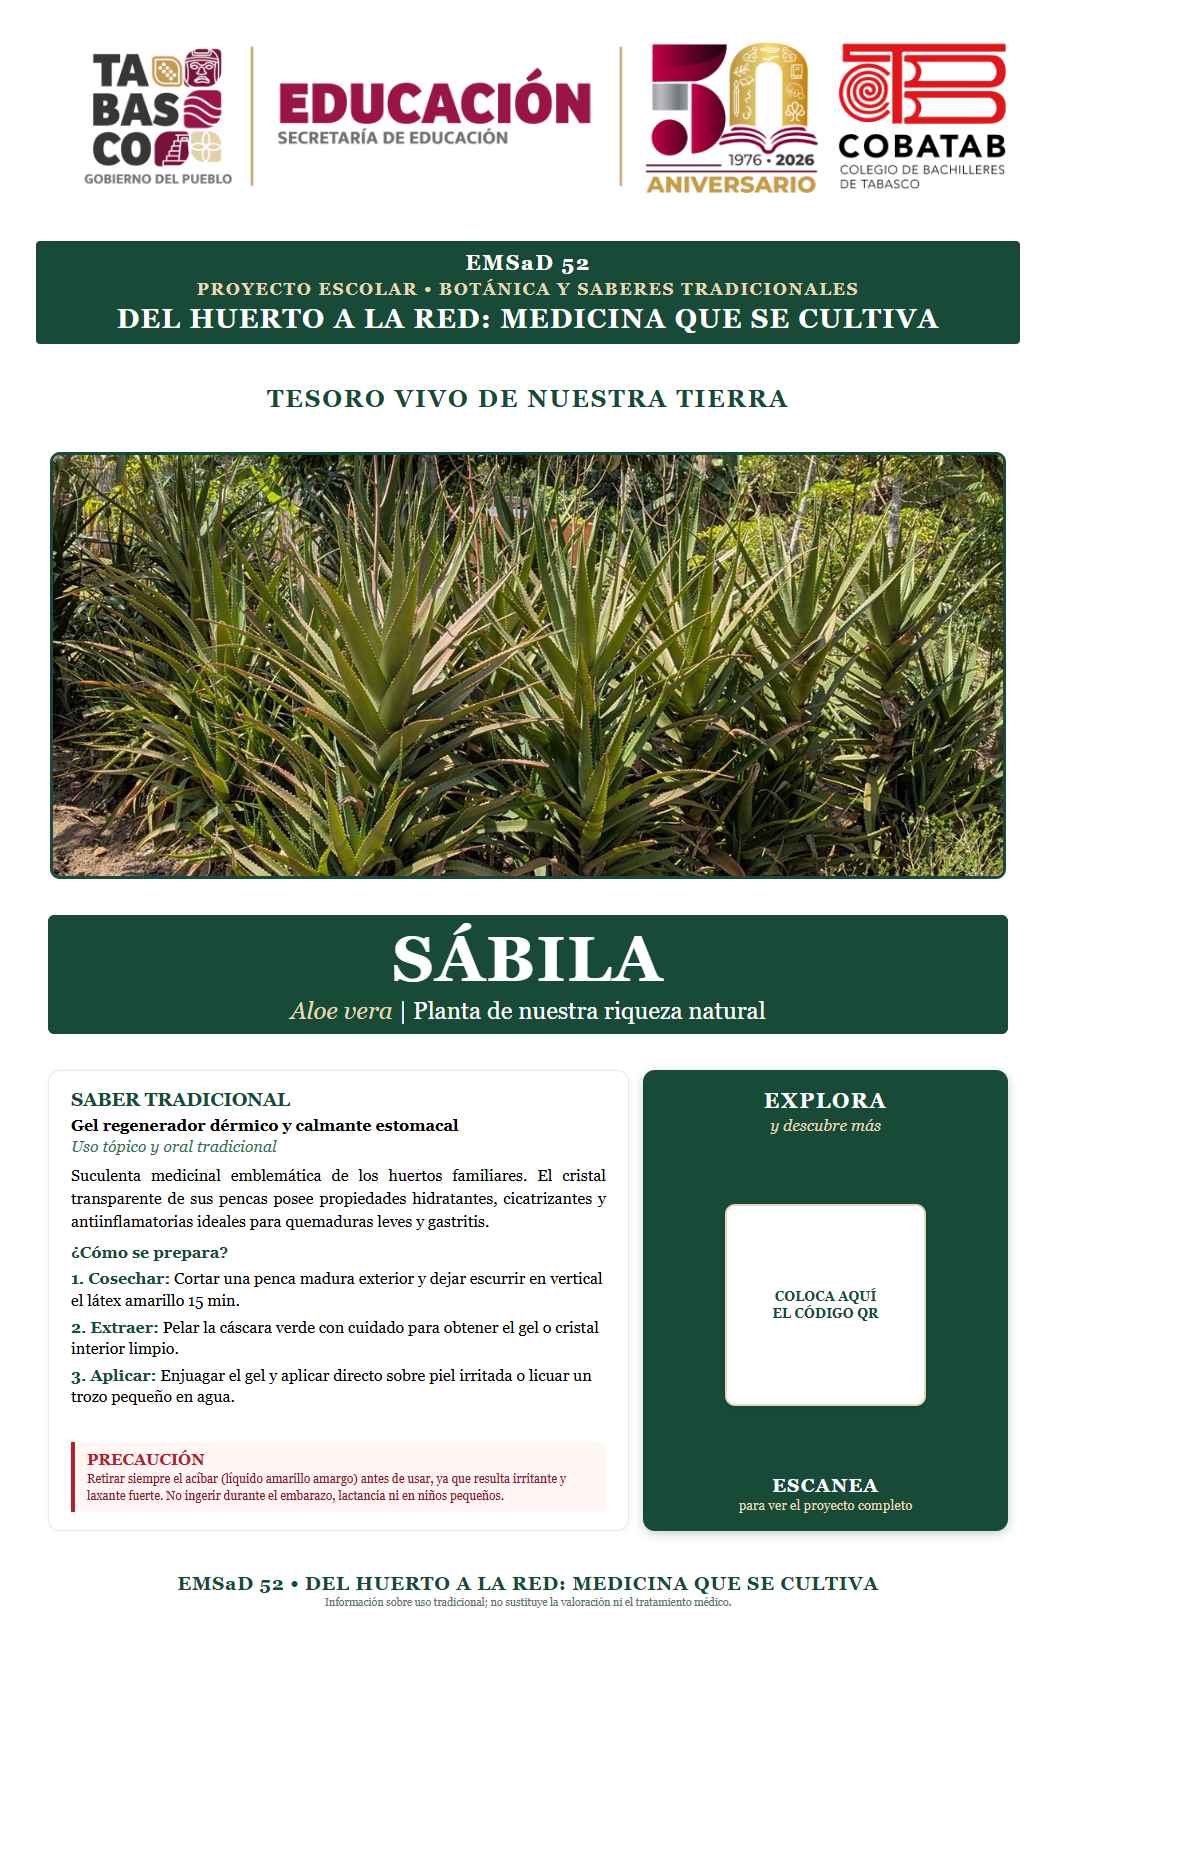 TA
BAS
CO
GOBIERNO DEL PUEBLO
EDUCACIÓN
SECRETARÍA DE EDUCACIÓN
50
1976 • 2026
ANIVERSARIO
CTB
COBATAB
COLEGIO DE BACHILLERES
DE TABASCO
EMSaD 52
PROYECTO ESCOLAR • BOTÁNICA Y SABERES TRADICIONALES
DEL HUERTO A LA RED: MEDICINA QUE SE CULTIVA
TESORO VIVO DE NUESTRA TIERRA
SÁBILA
Aloe vera | Planta de nuestra riqueza natural
SABER TRADICIONAL
Gel regenerador dérmico y calmante estomacal
Uso tópico y oral tradicional
Suculenta medicinal emblemática de los huertos familiares. El cristal
transparente de sus pencas posee propiedades hidratantes, cicatrizantes y
antiinflamatorias ideales para quemaduras leves y gastritis.
¿Cómo se prepara?
1. Cosechar: Cortar una penca madura exterior y dejar escurrir en vertical
el látex amarillo 15 min.
2. Extraer: Pelar la cáscara verde con cuidado para obtener el gel o cristal
interior limpio.
3. Aplicar: Enjuagar el gel y aplicar directo sobre piel irritada o licuar un
trozo pequeño en agua.
PRECAUCIÓN
Retirar siempre el acíbar (líquido amarillo amargo) antes de usar, ya que resulta irritante y
laxante fuerte. No ingerir durante el embarazo, lactancia ni en niños pequeños.
EXPLORA
y descubre más
COLOCA AQUÍ
EL CÓDIGO QR
ESCANEA
para ver el proyecto completo
EMSaD 52 • DEL HUERTO A LA RED: MEDICINA QUE SE CULTIVA
Información sobre uso tradicional; no sustituye la valoración ni el tratamiento médico.